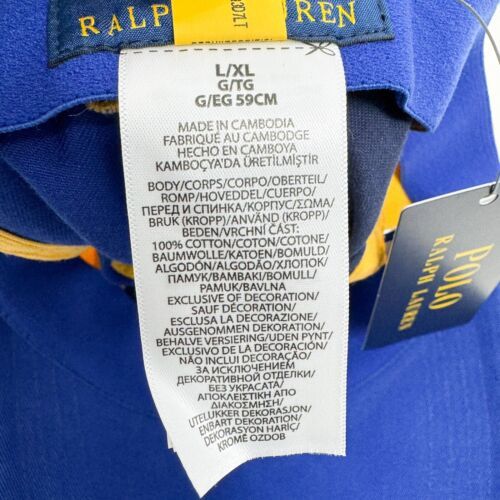 RALPH LAUREN
L/XL
G/TG
G/EG 59CM
MADE IN CAMBODIA
FABRIQUÉ AU CAMBODGE
HECHO EN CAMBOYA
KAMBOÇYA'DA ÜRETİLMİŞTİR
BODY/CORPS/CORPO/OBERTEIL/
ROMP/HOVEDDEL/CUERPO/
ПЕРЕД И СПИНКА/КОРПУС/ΣΩΜΑ/
BRUK (KROPP)/ANVÄND (KROPP)/
BEDEN/VRCHNÍ ČÁST:
100% COTTON/COTON/COTONE/
BAUMWOLLE/KATOEN/BOMULD/
ALGODÓN/ALGODÃO/ХЛОПОК/
ПАМУК/ΒΑΜΒΑΚΙ/BOMULL/
PAMUK/BAVLNA
EXCLUSIVE OF DECORATION/
SAUF DÉCORATION/
ESCLUSA LA DECORAZIONE/
AUSGENOMMEN DEKORATION/
BEHALVE VERSIERING/UDEN PYNT/
EXCLUSIVO DE LA DECORACIÓN/
NÃO INCLUI DECORAÇÃO/
ЗА ИСКЛЮЧЕНИЕМ
ДЕКОРАТИВНОЙ ОТДЕЛКИ/
БЕЗ УКРАСАТА/
ΑΠΟΚΛΕΙΣΤΙΚΗ ΑΠΟ
ΔΙΑΚΟΣΜΗΣΗ/
UTELUKKER DEKORASJON/
ENBART DEKORATION/
DEKORASYON HARİÇ/
KROMĚ OZDOB
POLO
RALPH LAUREN